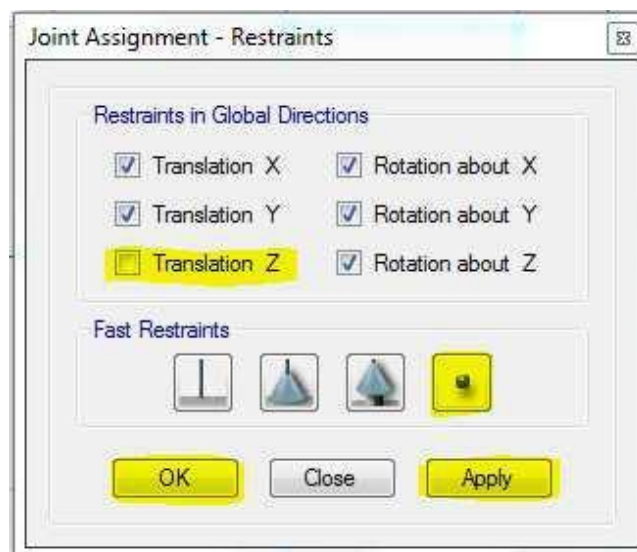 Joint Assignment - Restraints
Restraints in Global Directions
Translation X Rotation about X
Translation Y Rotation about Y
Translation Z Rotation about Z
Fast Restraints
OK Close Apply